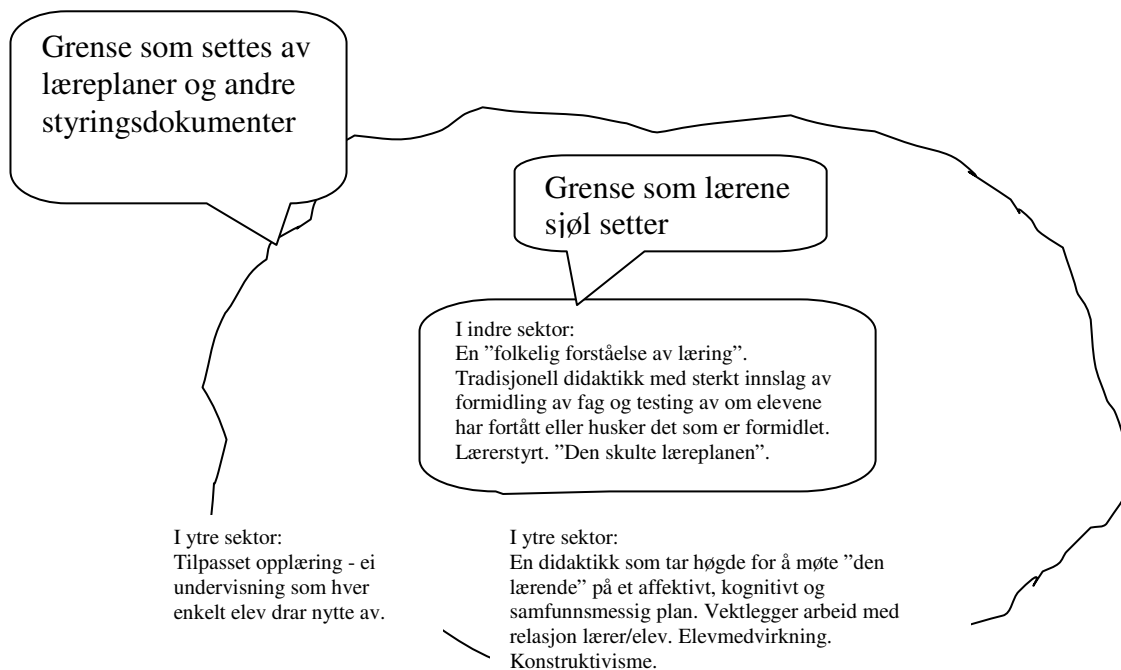 Grense som settes av
læreplaner og andre
styringsdokumenter
Grense som lærene
sjøl setter
I indre sektor:
En ”folkelig forståelse av læring”.
Tradisjonell didaktikk med sterkt innslag av
formidling av fag og testing av om elevene
har fortått eller husker det som er formidlet.
Lærerstyrt. ”Den skulte læreplanen”.
I ytre sektor:
Tilpasset opplæring - ei
undervisning som hver
enkelt elev drar nytte av.
I ytre sektor:
En didaktikk som tar høgde for å møte ”den
lærende” på et affektivt, kognitivt og
samfunnsmessig plan. Vektlegger arbeid med
relasjon lærer/elev. Elevmedvirkning.
Konstruktivisme.